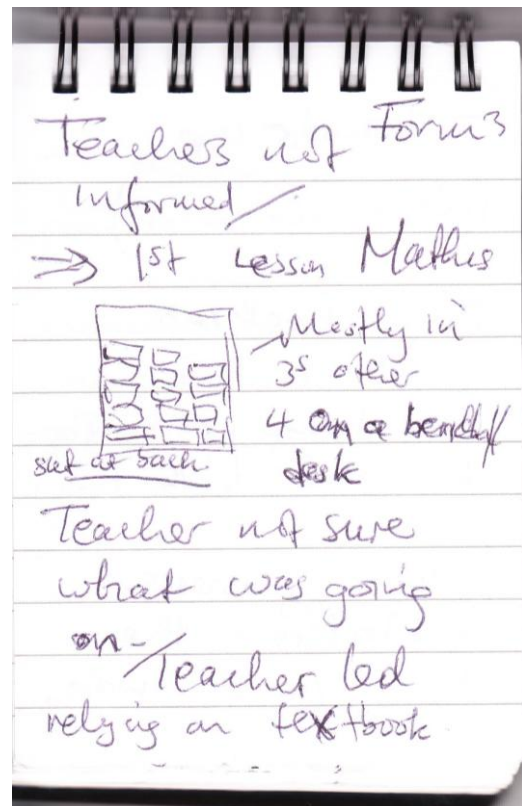 Teachers not Form 3
informed/
⇒ 1st Lesson Maths
Mostly in
3s other
4 on a bench/
desk
sat at back
Teacher not sure
what was going
on - / Teacher led
relying on textbook